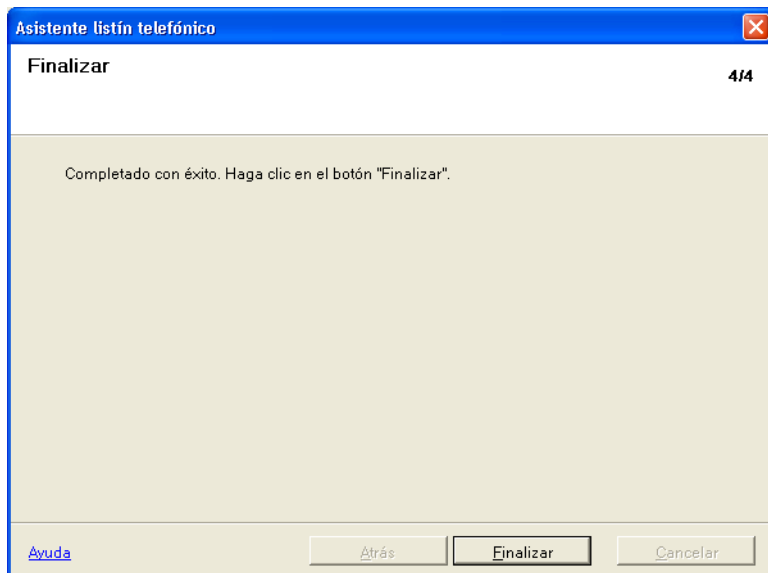 Asistente listín telefónico
Finalizar
4/4
Completado con éxito. Haga clic en el botón "Finalizar".
Ayuda
Atrás
Finalizar
Cancelar